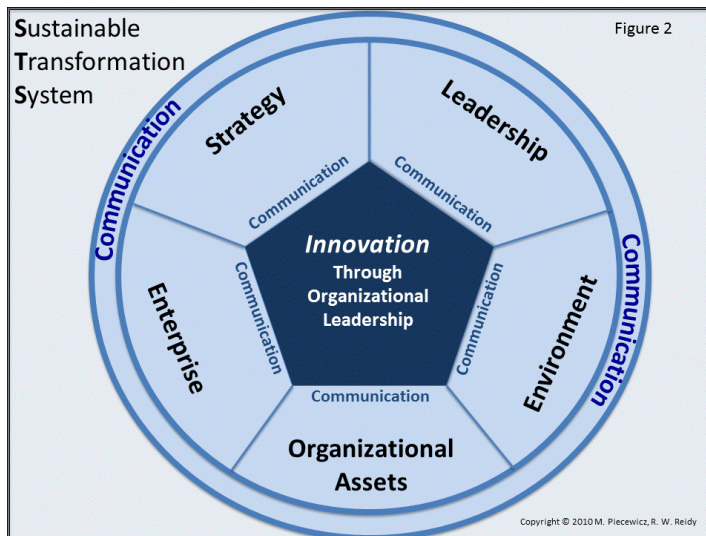 Sustainable
Transformation
System
Figure 2
Communication
Strategy
Leadership
Communication
Communication
Innovation
Through
Organizational
Leadership
Communication
Communication
Communication
Enterprise
Environment
Communication
Organizational
Assets
Copyright © 2010 M. Piecewicz, R. W. Reidy